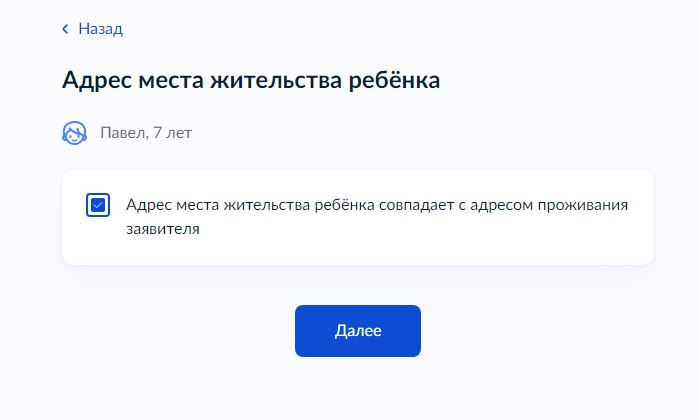 Назад
Адрес места жительства ребёнка
Павел, 7 лет
Адрес места жительства ребёнка совпадает с адресом проживания
заявителя
Далее